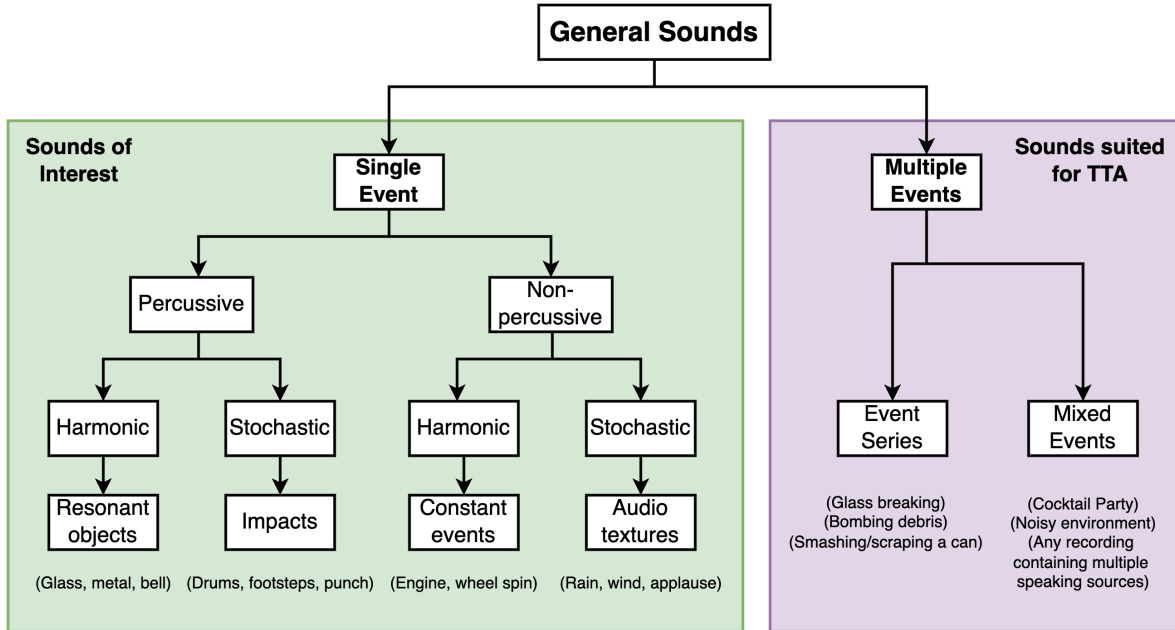 General Sounds
Sounds of
Interest
Single
Event
Multiple
Events
Sounds suited
for TTA
Percussive
Non-
percussive
Harmonic
Stochastic
Harmonic
Stochastic
Event
Series
Mixed
Events
Resonant
objects
Impacts
Constant
events
Audio
textures
(Glass, metal, bell)
(Drums, footsteps, punch)
(Engine, wheel spin)
(Rain, wind, applause)
(Glass breaking)
(Bombing debris)
(Smashing/scraping a can)
(Cocktail Party)
(Noisy environment)
(Any recording
containing multiple
speaking sources)